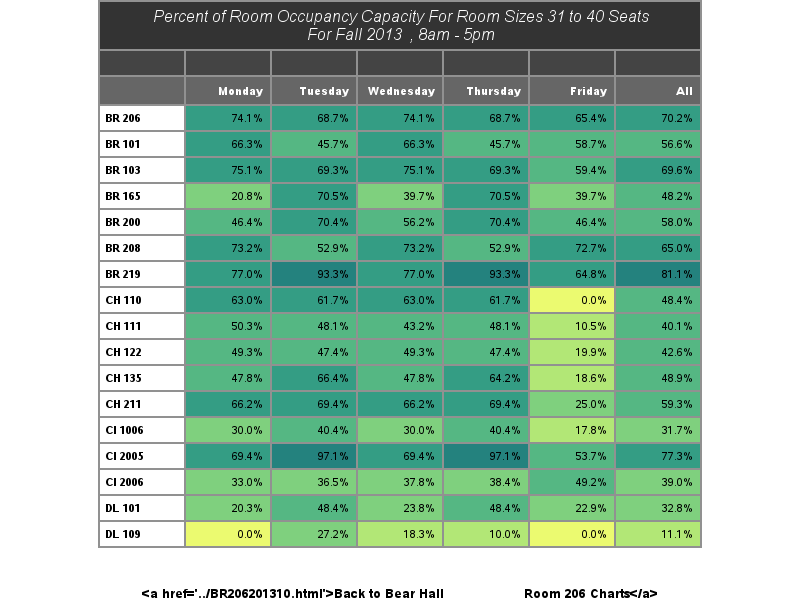 Percent of Room Occupancy Capacity For Room Sizes 31 to 40 Seats
For Fall 2013 , 8am - 5pm
Monday Tuesday Wednesday Thursday Friday All
BR 206 74.1% 68.7% 74.1% 68.7% 65.4% 70.2%
BR 101 66.3% 45.7% 66.3% 45.7% 58.7% 56.6%
BR 103 75.1% 69.3% 75.1% 69.3% 59.4% 69.6%
BR 165 20.8% 70.5% 39.7% 70.5% 39.7% 48.2%
BR 200 46.4% 70.4% 56.2% 70.4% 46.4% 58.0%
BR 208 73.2% 52.9% 73.2% 52.9% 72.7% 65.0%
BR 219 77.0% 93.3% 77.0% 93.3% 64.8% 81.1%
CH 110 63.0% 61.7% 63.0% 61.7% 0.0% 48.4%
CH 111 50.3% 48.1% 43.2% 48.1% 10.5% 40.1%
CH 122 49.3% 47.4% 49.3% 47.4% 19.9% 42.6%
CH 135 47.8% 66.4% 47.8% 64.2% 18.6% 48.9%
CH 211 66.2% 69.4% 66.2% 69.4% 25.0% 59.3%
CI 1006 30.0% 40.4% 30.0% 40.4% 17.8% 31.7%
CI 2005 69.4% 97.1% 69.4% 97.1% 53.7% 77.3%
CI 2006 33.0% 36.5% 37.8% 38.4% 49.2% 39.0%
DL 101 20.3% 48.4% 23.8% 48.4% 22.9% 32.8%
DL 109 0.0% 27.2% 18.3% 10.0% 0.0% 11.1%
<a href='../BR206201310.html'>Back to Bear Hall Room 206 Charts</a>